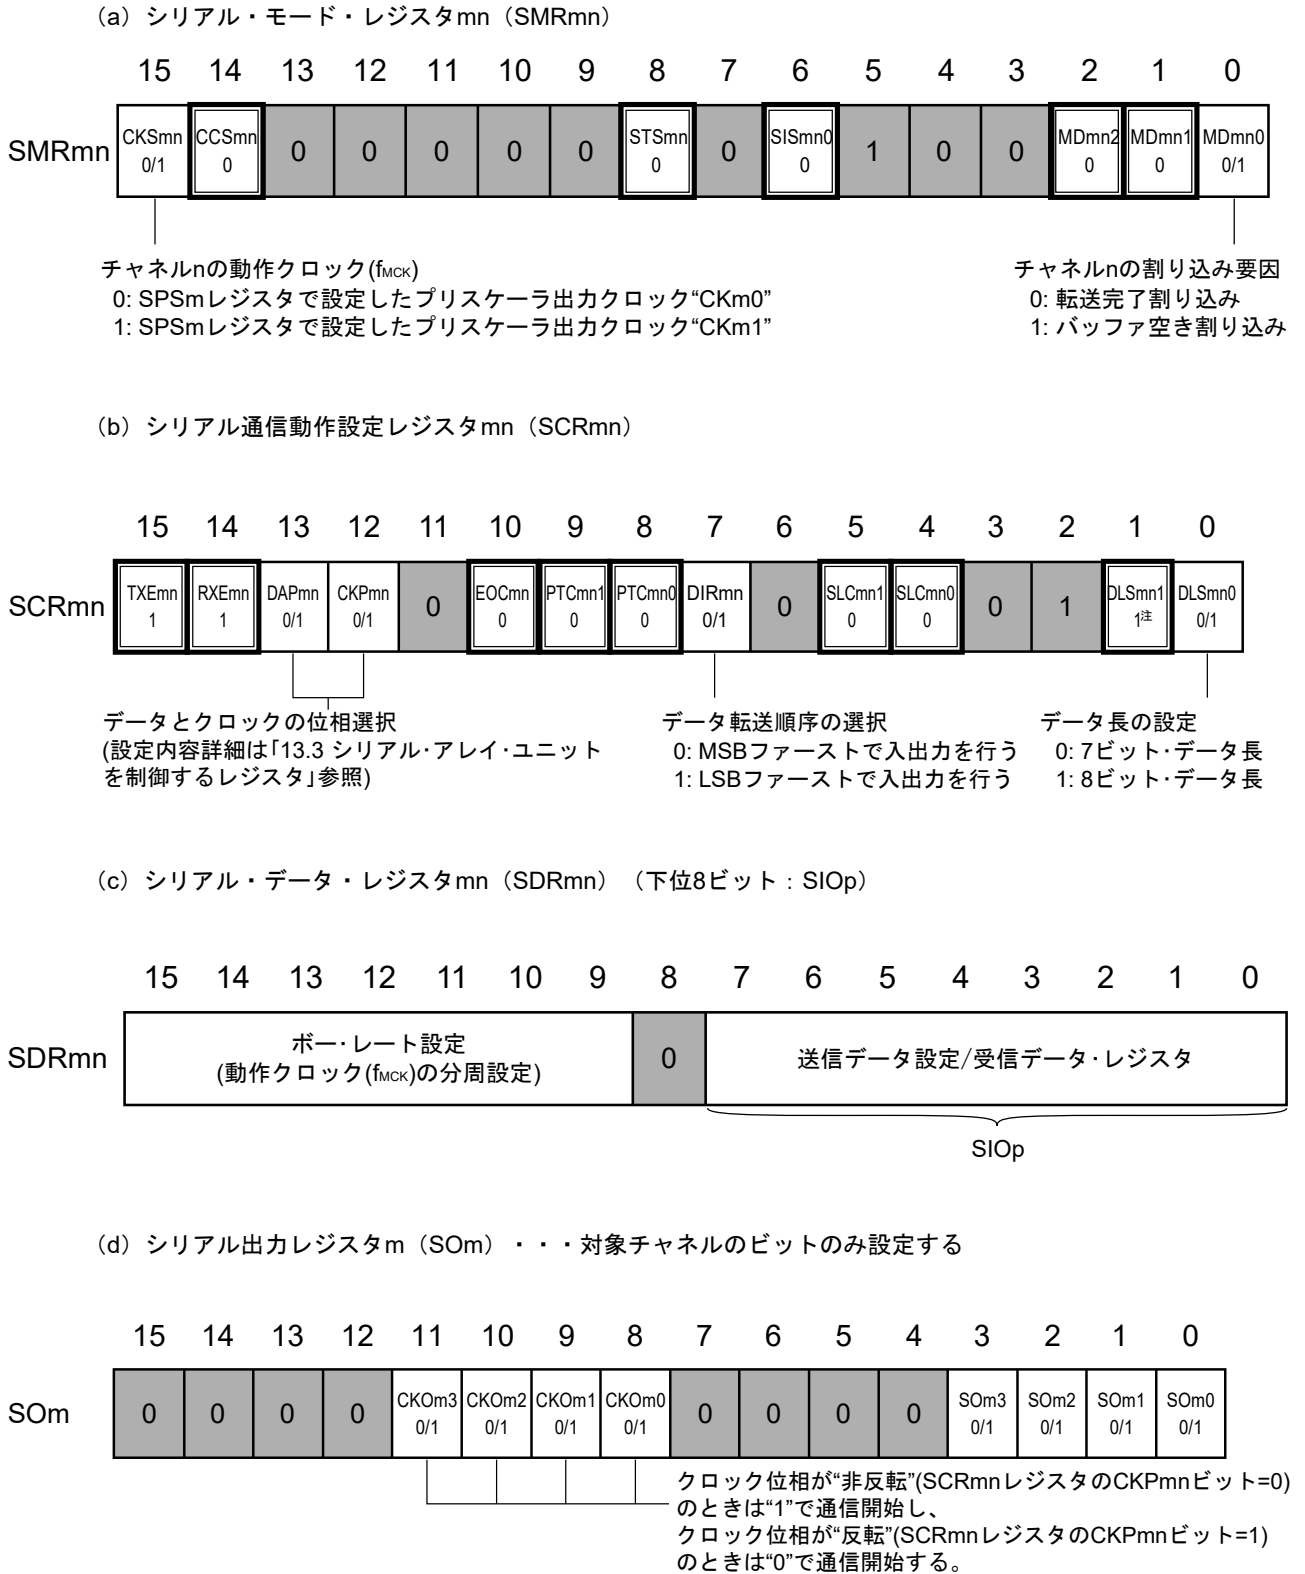 (a) シリアル・モード・レジスタmn（SMRmn）
15 14 13 12 11 10 9 8 7 6 5 4 3 2 1 0
SMRmn
CKSmn CCSmn 0 0 0 0 0 STSmn 0 SISmn0 1 0 0 MDmn2 MDmn1 MDmn0
0/1 0 0 0 0 0 0/1
チャネルnの動作クロック(fMCK)
0: SPSmレジスタで設定したプリスケーラ出力クロック“CKm0”
1: SPSmレジスタで設定したプリスケーラ出力クロック“CKm1”
チャネルnの割り込み要因
0: 転送完了割り込み
1: バッファ空き割り込み
(b) シリアル通信動作設定レジスタmn（SCRmn）
15 14 13 12 11 10 9 8 7 6 5 4 3 2 1 0
SCRmn
TXEmn RXEmn DAPmn CKPmn 0 EOCmn PTCmn1 PTCmn0 DIRmn 0 SLCmn1 SLCmn0 0 1 DLSmn1 DLSmn0
1 1 0/1 0/1 0 0 0 0/1 0 0 1注 0/1
データとクロックの位相選択
(設定内容詳細は「13.3 シリアル・アレイ・ユニット
を制御するレジスタ」参照)
データ転送順序の選択
0: MSBファーストで入出力を行う
1: LSBファーストで入出力を行う
データ長の設定
0: 7ビット・データ長
1: 8ビット・データ長
(c) シリアル・データ・レジスタmn（SDRmn）（下位8ビット：SIOp）
15 14 13 12 11 10 9 8 7 6 5 4 3 2 1 0
SDRmn
ボー・レート設定
(動作クロック(fMCK)の分周設定)
0
送信データ設定/受信データ・レジスタ
SIOp
(d) シリアル出力レジスタm（SOm）・・・対象チャネルのビットのみ設定する
15 14 13 12 11 10 9 8 7 6 5 4 3 2 1 0
SOm
0 0 0 0 CKOm3 CKOm2 CKOm1 CKOm0 0 0 0 0 SOm3 SOm2 SOm1 SOm0
0/1 0/1 0/1 0/1 0/1 0/1 0/1 0/1
クロック位相が“非反転”(SCRmnレジスタのCKPmnビット=0)
のときは“1”で通信開始し、
クロック位相が“反転”(SCRmnレジスタのCKPmnビット=1)
のときは“0”で通信開始する。